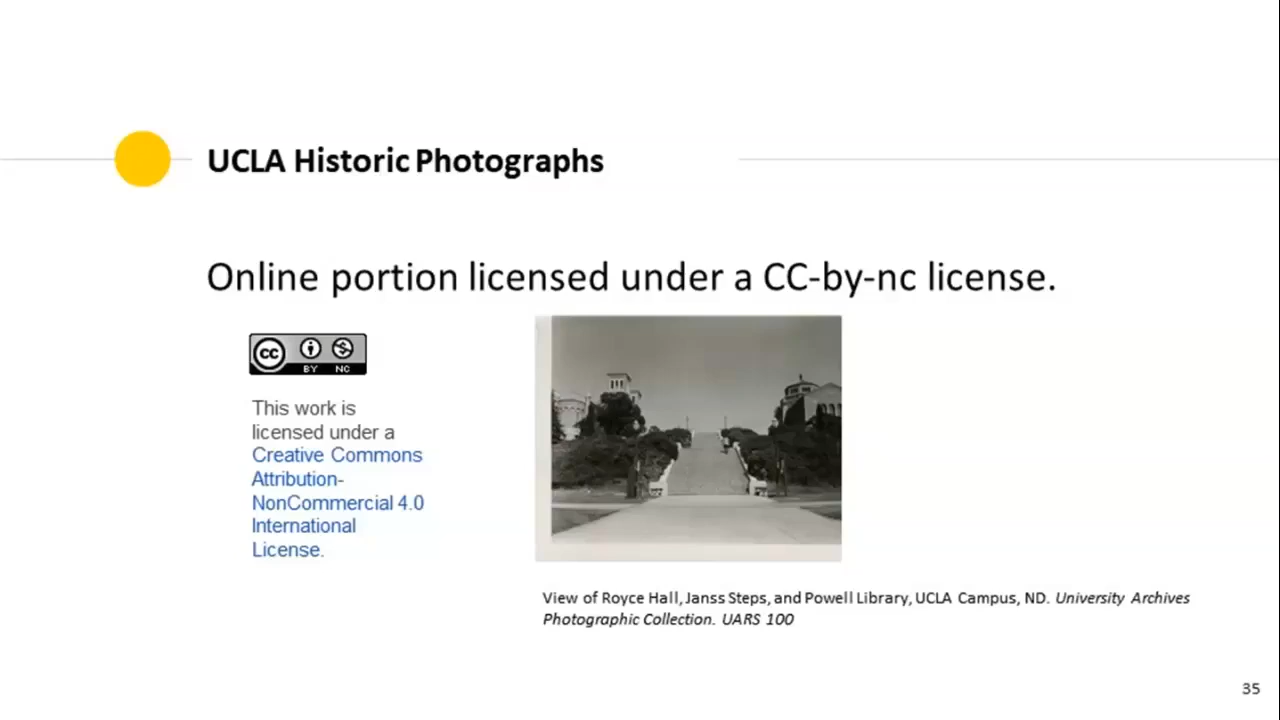 UCLA Historic Photographs
Online portion licensed under a CC-by-nc license.
cc
BY NC
This work is
licensed under a
Creative Commons
Attribution-
NonCommercial 4.0
International
License.
View of Royce Hall, Janss Steps, and Powell Library, UCLA Campus, ND. University Archives
Photographic Collection. UARS 100
35